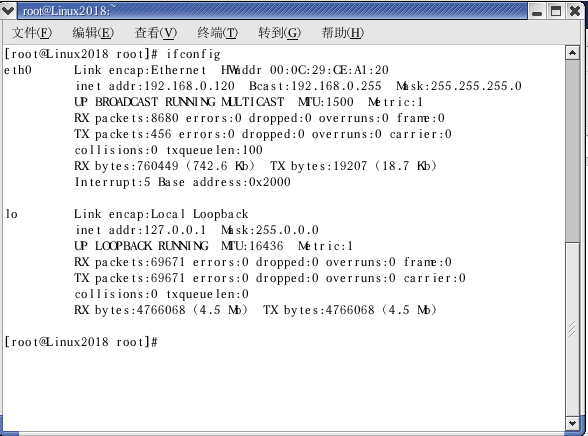 root@Linux2018:~
文件(F) 编辑(E) 查看(V) 终端(T) 转到(G) 帮助(H)
[root@Linux2018 root]# ifconfig
eth0 Link encap:Ethernet HWaddr 00:0C:29:CE:A1:20
inet addr:192.168.0.120 Bcast:192.168.0.255 Mask:255.255.255.0
UP BROADCAST RUNNING MULTICAST MTU:1500 Metric:1
RX packets:8680 errors:0 dropped:0 overruns:0 frame:0
TX packets:456 errors:0 dropped:0 overruns:0 carrier:0
collisions:0 txqueuelen:100
RX bytes:760449 (742.6 Kb) TX bytes:19207 (18.7 Kb)
Interrupt:5 Base address:0x2000
lo Link encap:Local Loopback
inet addr:127.0.0.1 Mask:255.0.0.0
UP LOOPBACK RUNNING MTU:16436 Metric:1
RX packets:69671 errors:0 dropped:0 overruns:0 frame:0
TX packets:69671 errors:0 dropped:0 overruns:0 carrier:0
collisions:0 txqueuelen:0
RX bytes:4766068 (4.5 Mb) TX bytes:4766068 (4.5 Mb)
[root@Linux2018 root]#